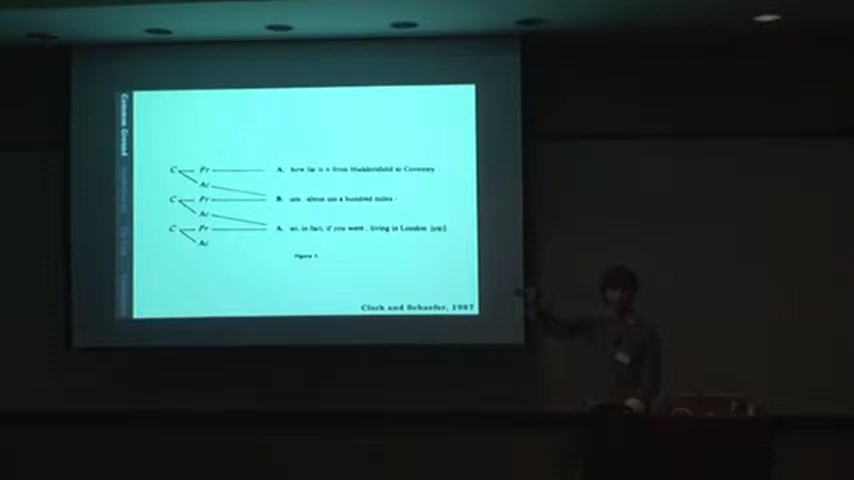 Common Ground
C Pr A. how far is it from Huddersfield to Coventry .
Ac
C Pr B. um . about um a hundred miles -
Ac
C Pr A. so, in fact, if you were . living in London [etc]
Ac
Figure 1.
Clark and Schaefer, 1987